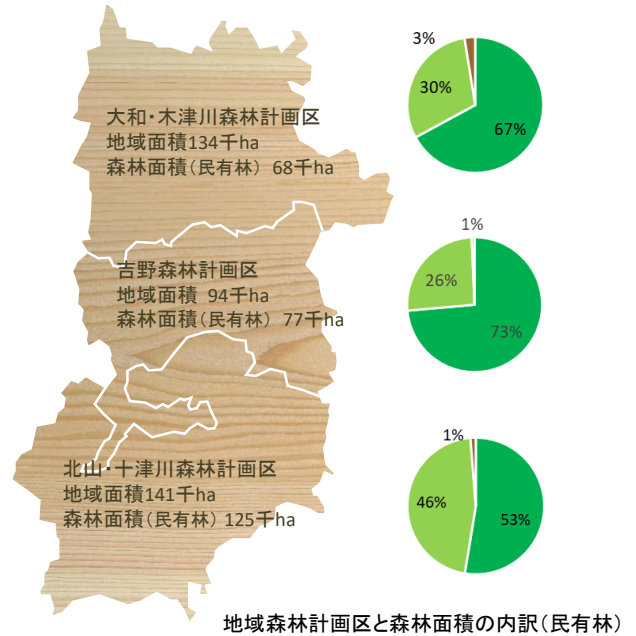 3%
30%
67%
大和・木津川森林計画区
地域面積134千ha
森林面積（民有林） 68千ha
1%
26%
73%
吉野森林計画区
地域面積 94千ha
森林面積（民有林） 77千ha
1%
46%
53%
北山・十津川森林計画区
地域面積141千ha
森林面積（民有林） 125千ha
地域森林計画区と森林面積の内訳（民有林）